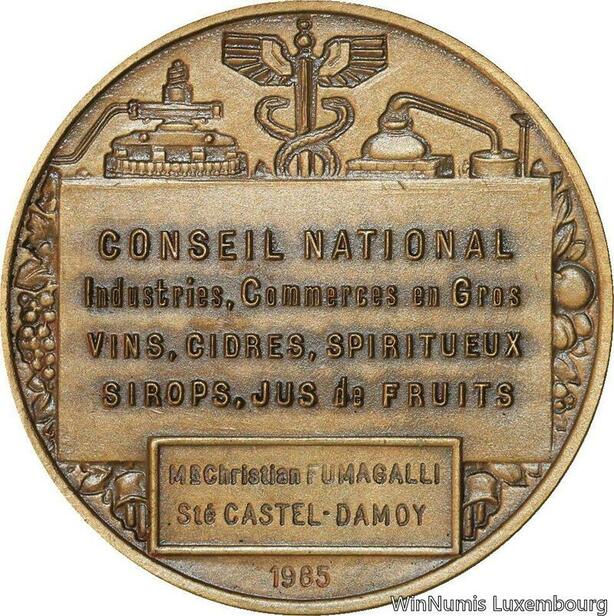 CONSEIL NATIONAL
Industries, Commerces en Gros
VINS, CIDRES, SPIRITUEUX
SIROPS, JUS de FRUITS
MR Christian FUMAGALLI
Sté CASTEL-DAMOY
1985
WinNumis Luxembourg